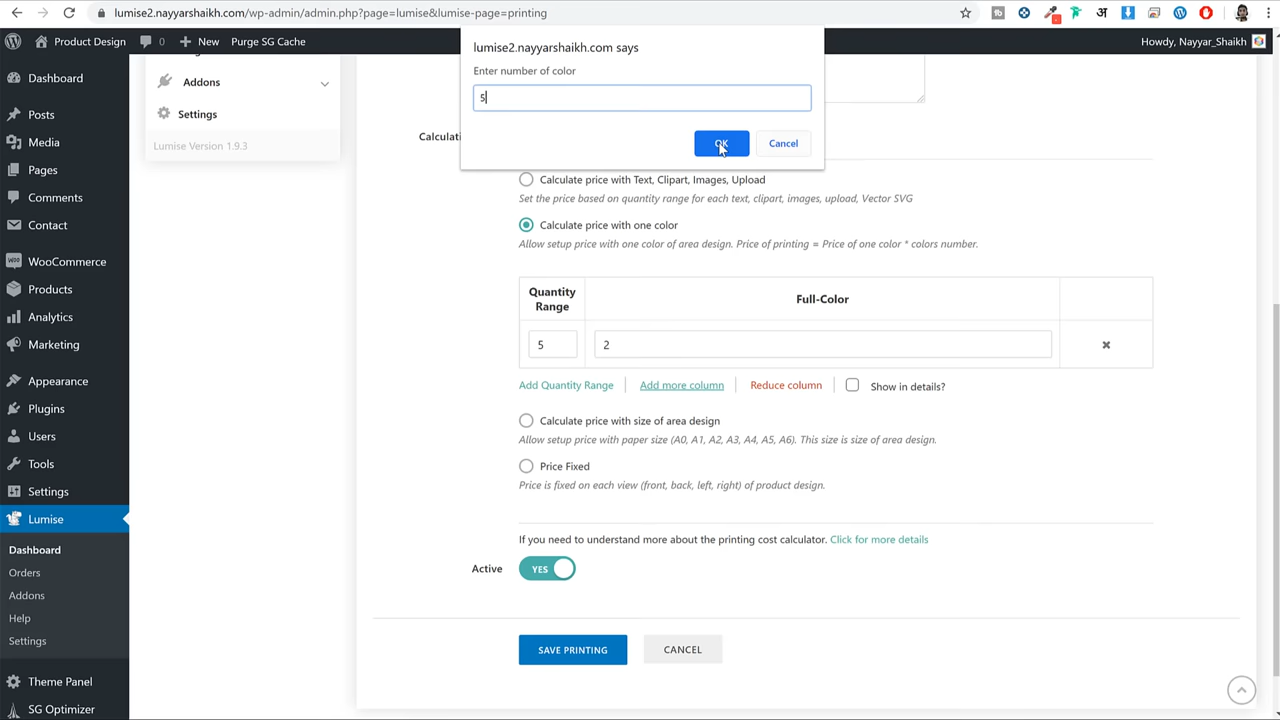 lumise2.nayyarshaikh.com/wp-admin/admin.php?page=lumise&lumise-page=printing
Product Design
0
New
Purge SG Cache
Howdy, Nayyar_Shaikh
lumise2.nayyarshaikh.com says
Enter number of color
5
OK
Cancel
Dashboard
Posts
Media
Pages
Comments
Contact
WooCommerce
Products
Analytics
Marketing
Appearance
Plugins
Users
Tools
Settings
Lumise
Dashboard
Orders
Addons
Help
Settings
Theme Panel
SG Optimizer
Addons
Settings
Lumise Version 1.9.3
Calculati
Calculate price with Text, Clipart, Images, Upload
Set the price based on quantity range for each text, clipart, images, upload, Vector SVG
Calculate price with one color
Allow setup price with one color of area design. Price of printing = Price of one color * colors number.
Quantity
Range
Full-Color
5
2
Add Quantity Range
Add more column
Reduce column
Show in details?
Calculate price with size of area design
Allow setup price with paper size (A0, A1, A2, A3, A4, A5, A6). This size is size of area design.
Price Fixed
Price is fixed on each view (front, back, left, right) of product design.
If you need to understand more about the printing cost calculator. Click for more details
Active
YES
SAVE PRINTING
CANCEL